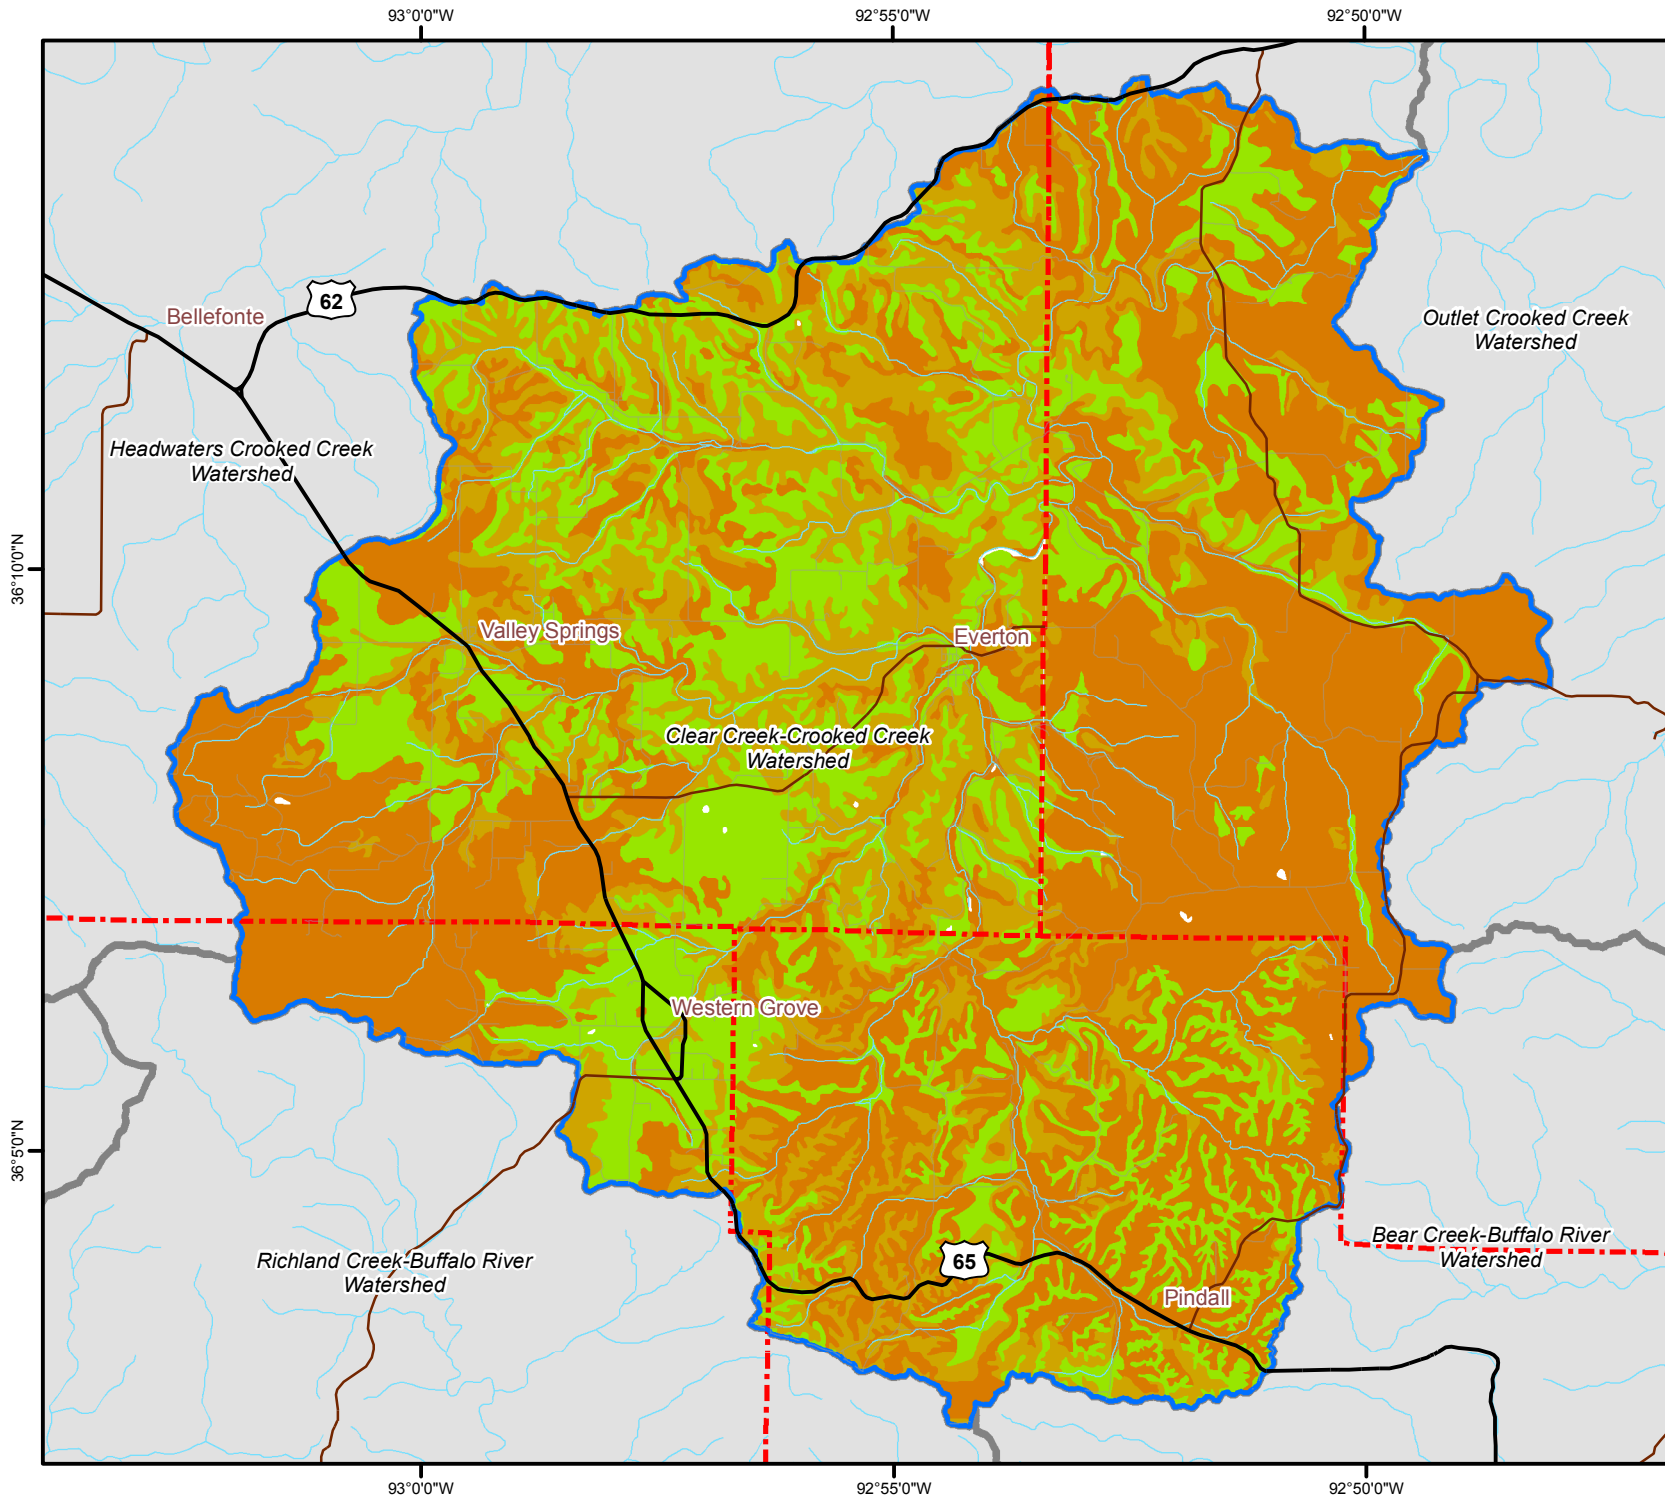 93°0'0"W
92°55'0"W
92°50'0"W
62
Bellefonte
Outlet Crooked Creek
Watershed
Headwaters Crooked Creek
Watershed
36°10'0"N
Valley Springs
Everton
Clear Creek-Crooked Creek
Watershed
Western Grove
36°5'0"N
Richland Creek-Buffalo River
Watershed
65
Bear Creek-Buffalo River
Watershed
Pindall
93°0'0"W
92°55'0"W
92°50'0"W